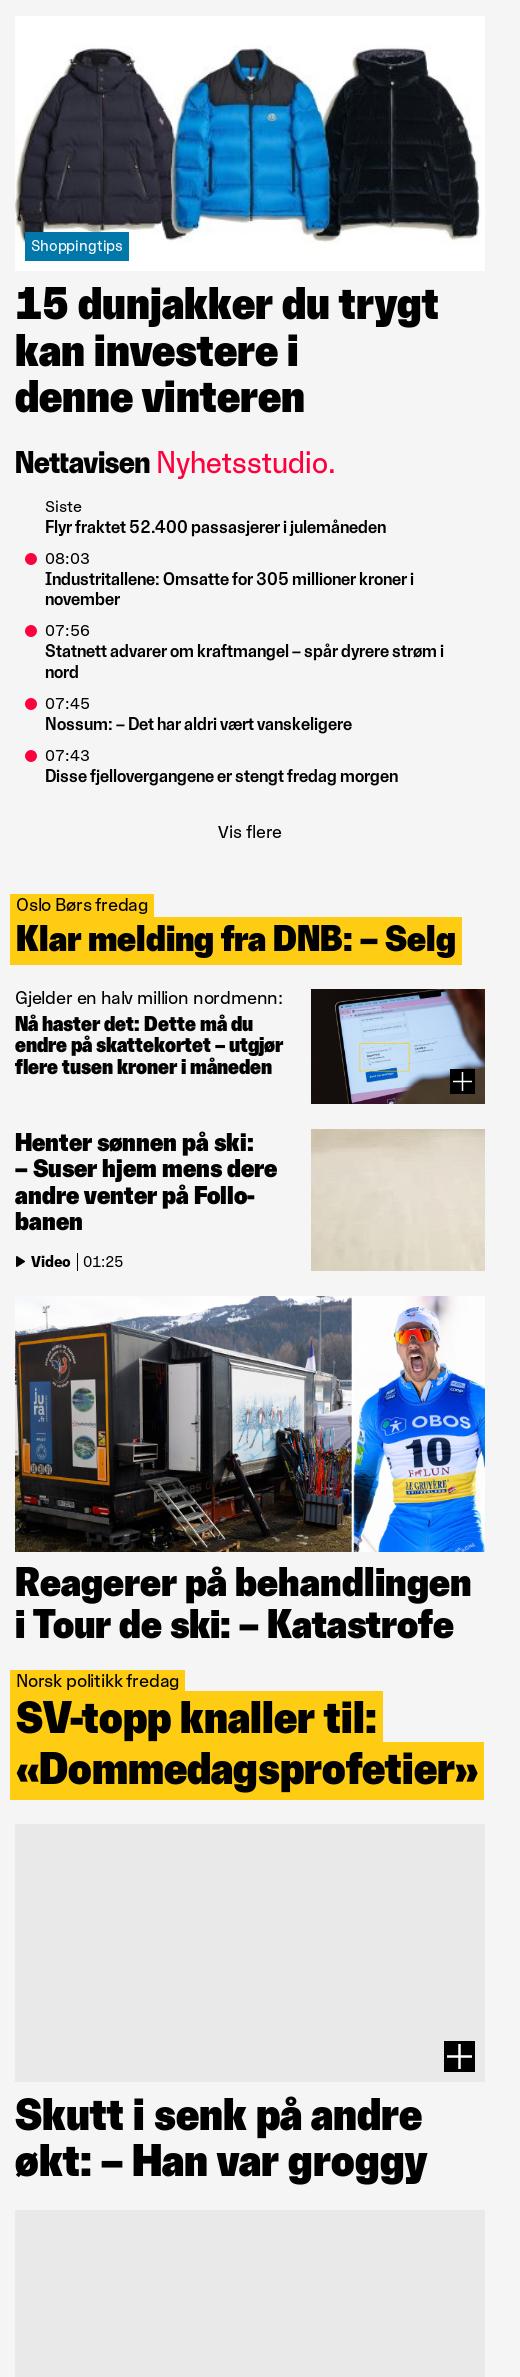 Shoppingtips
15 dunjakker du trygt
kan investere i
denne vinteren
Nettavisen Nyhetsstudio.
Siste
Flyr fraktet 52.400 passasjerer i julemåneden
08:03
Industritallene: Omsatte for 305 millioner kroner i
november
07:56
Statnett advarer om kraftmangel – spår dyrere strøm i
nord
07:45
Nossum: – Det har aldri vært vanskeligere
07:43
Disse fjellovergangene er stengt fredag morgen
Vis flere
Oslo Børs fredag
Klar melding fra DNB: – Selg
Gjelder en halv million nordmenn:
Nå haster det: Dette må du
endre på skattekortet – utgjør
flere tusen kroner i måneden
Henter sønnen på ski:
– Suser hjem mens dere
andre venter på Follo-
banen
Video 01:25
OBOS
10
FALUN
LE GRUYÈRE
Reagerer på behandlingen
i Tour de ski: – Katastrofe
Norsk politikk fredag
SV-topp knaller til:
«Dommedagsprofetier»
Skutt i senk på andre
økt: – Han var groggy